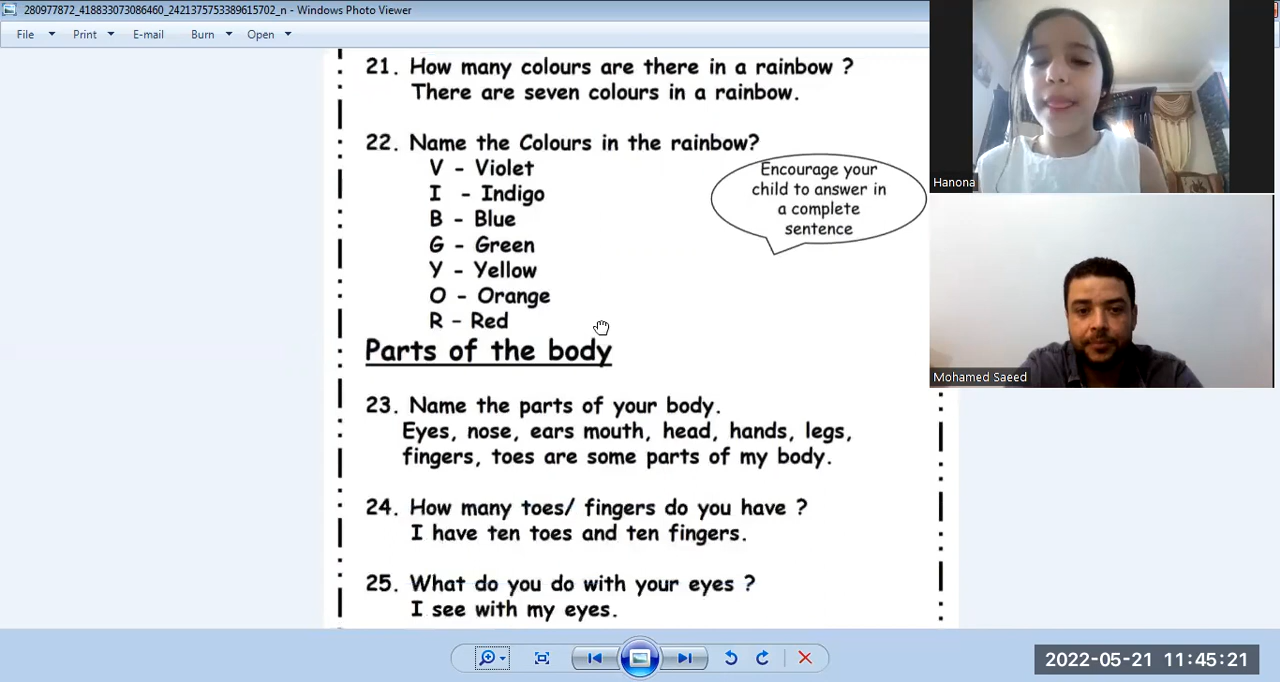 280977872_418833073086460_2421375753389615702_n - Windows Photo Viewer
File Print E-mail Burn Open
21. How many colours are there in a rainbow ?
There are seven colours in a rainbow.
22. Name the Colours in the rainbow?
V - Violet
I - Indigo
B - Blue
G - Green
Y - Yellow
O - Orange
R - Red
Encourage your
child to answer in
a complete
sentence
Parts of the body
23. Name the parts of your body.
Eyes, nose, ears mouth, head, hands, legs,
fingers, toes are some parts of my body.
24. How many toes/ fingers do you have ?
I have ten toes and ten fingers.
25. What do you do with your eyes ?
I see with my eyes.
Hanona
Mohamed Saeed
2022-05-21 11:45:21